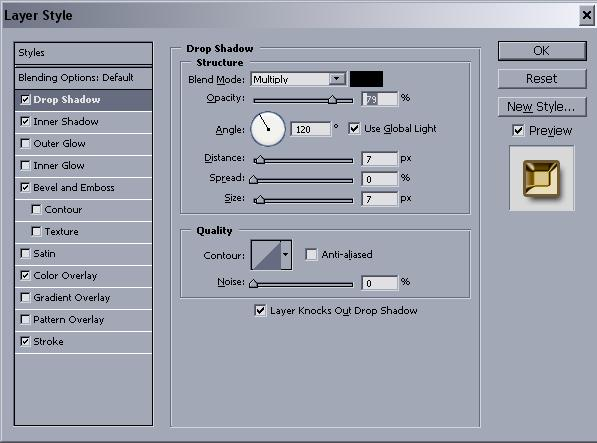 Layer Style
Styles
Blending Options: Default
Drop Shadow
Inner Shadow
Outer Glow
Inner Glow
Bevel and Emboss
Contour
Texture
Satin
Color Overlay
Gradient Overlay
Pattern Overlay
Stroke
Drop Shadow
Structure
Blend Mode: Multiply
Opacity: 79 %
Angle: 120 ° Use Global Light
Distance: 7 px
Spread: 0 %
Size: 7 px
Quality
Contour: Anti-aliased
Noise: 0 %
Layer Knocks Out Drop Shadow
OK
Reset
New Style...
Preview